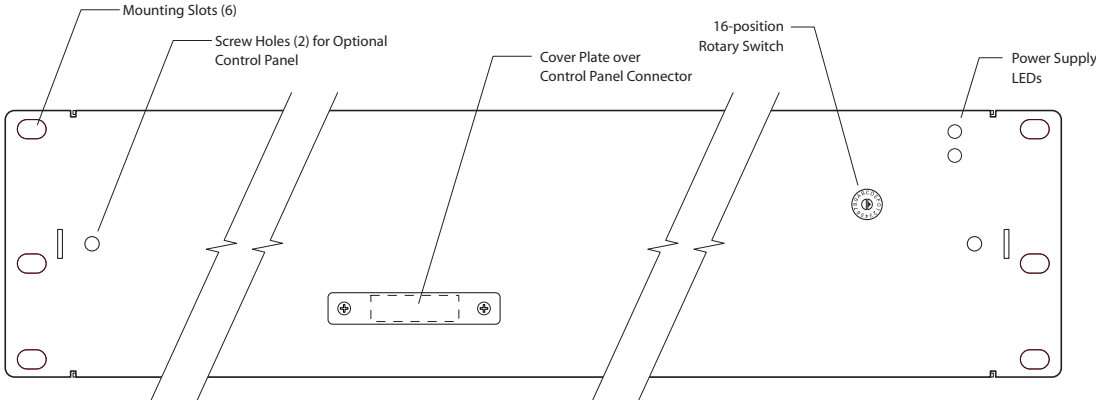 Mounting Slots (6)
Screw Holes (2) for Optional
Control Panel
Cover Plate over
Control Panel Connector
16-position
Rotary Switch
Power Supply
LEDs
0123456789ABCDEF